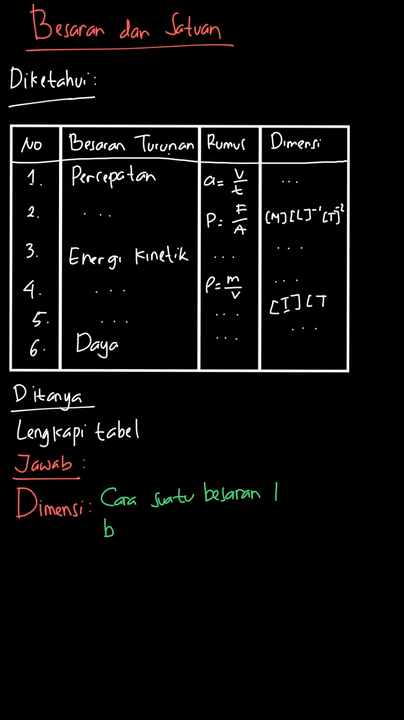 Besaran dan Satuan
Diketahui:
No Besaran Turunan Rumus Dimensi
1. Percepatan a = v/t ...
2. ... P = F/A [M][L]⁻¹[T]⁻²
3. Energi Kinetik ... ...
4. ... ρ = m/v ...
5. ... ... [I][T
6. Daya ... ...
Ditanya
Lengkapi tabel
Jawab:
Dimensi: Cara suatu besaran l
b